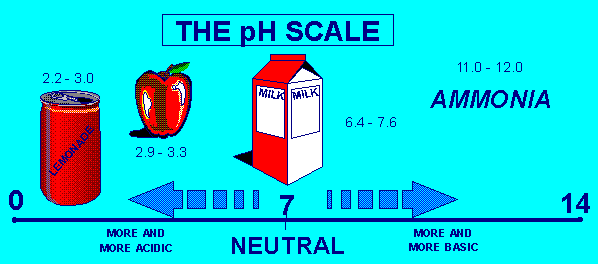 THE pH SCALE
2.2 - 3.0
LEMONADE
2.9 - 3.3
MILK MILK
6.4 - 7.6
11.0 - 12.0
AMMONIA
0
7
14
MORE AND
MORE ACIDIC
NEUTRAL
MORE AND
MORE BASIC